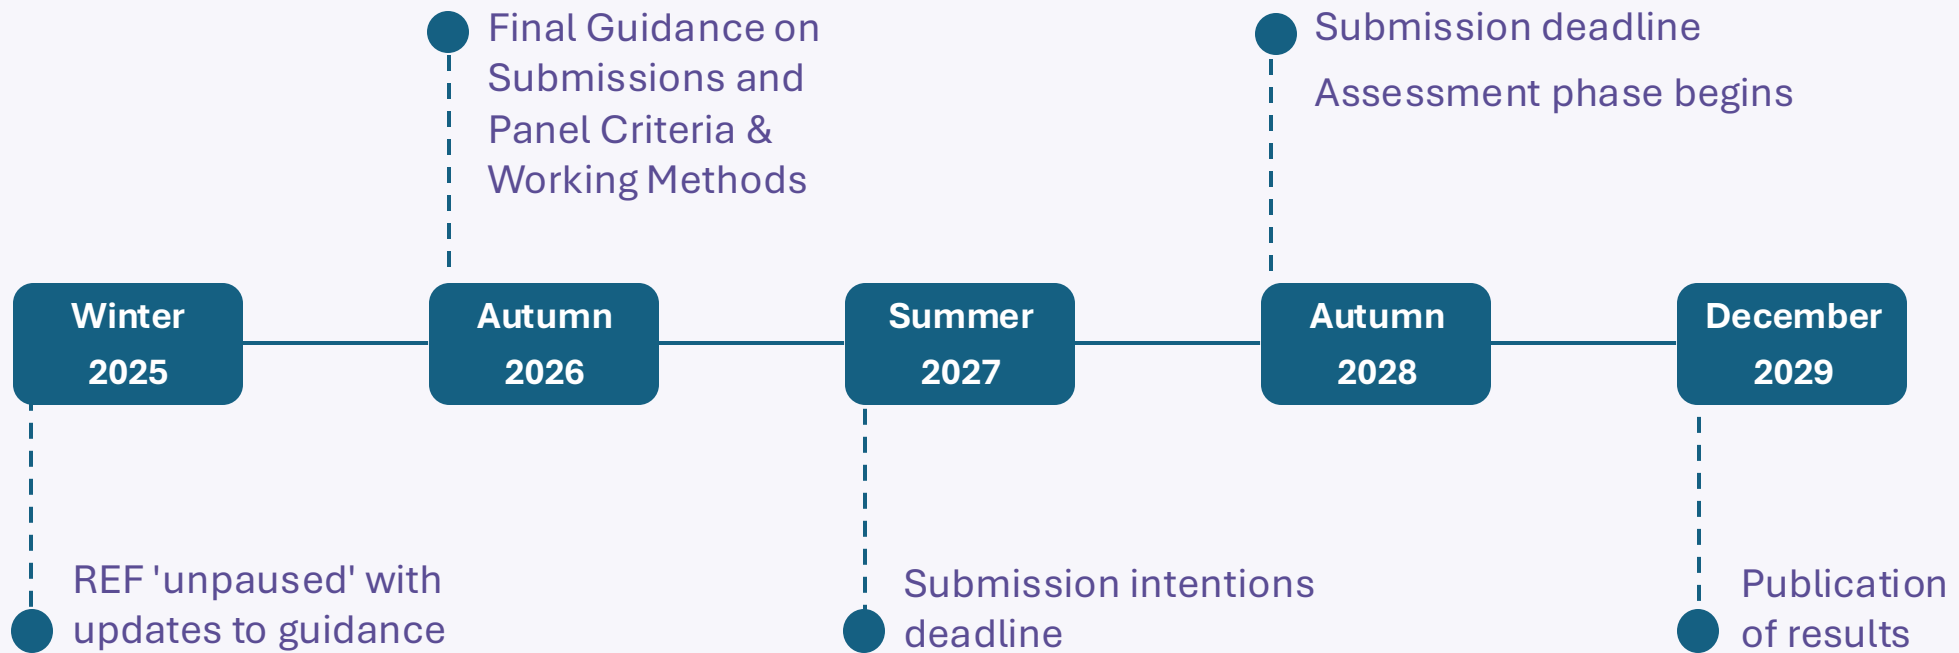 Final Guidance on
Submissions and
Panel Criteria &
Working Methods
Submission deadline
Assessment phase begins
Winter
2025
Autumn
2026
Summer
2027
Autumn
2028
December
2029
REF 'unpaused' with
updates to guidance
Submission intentions
deadline
Publication
of results